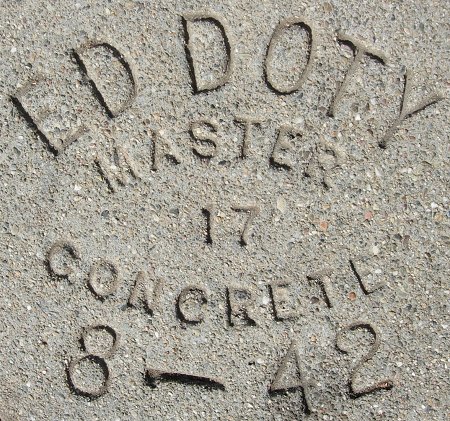 ED DOTY
MASTER
17
CONCRETE
8-42